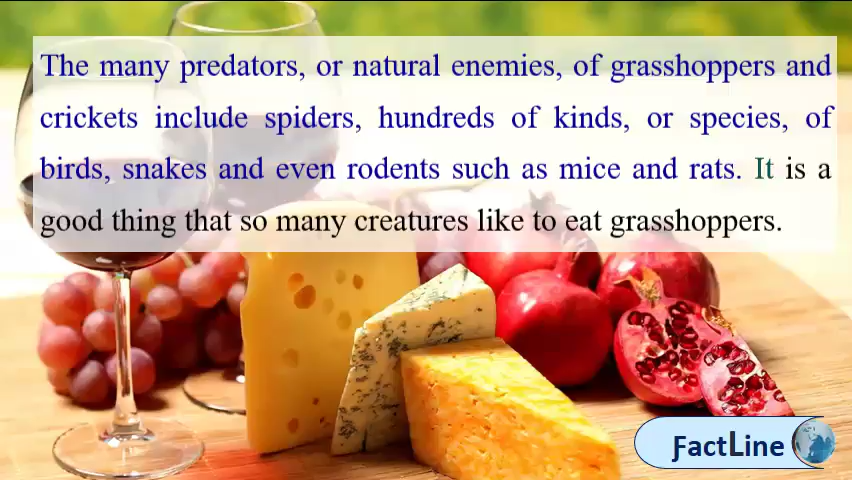 The many predators, or natural enemies, of grasshoppers and
crickets include spiders, hundreds of kinds, or species, of
birds, snakes and even rodents such as mice and rats. It is a
good thing that so many creatures like to eat grasshoppers.
FactLine